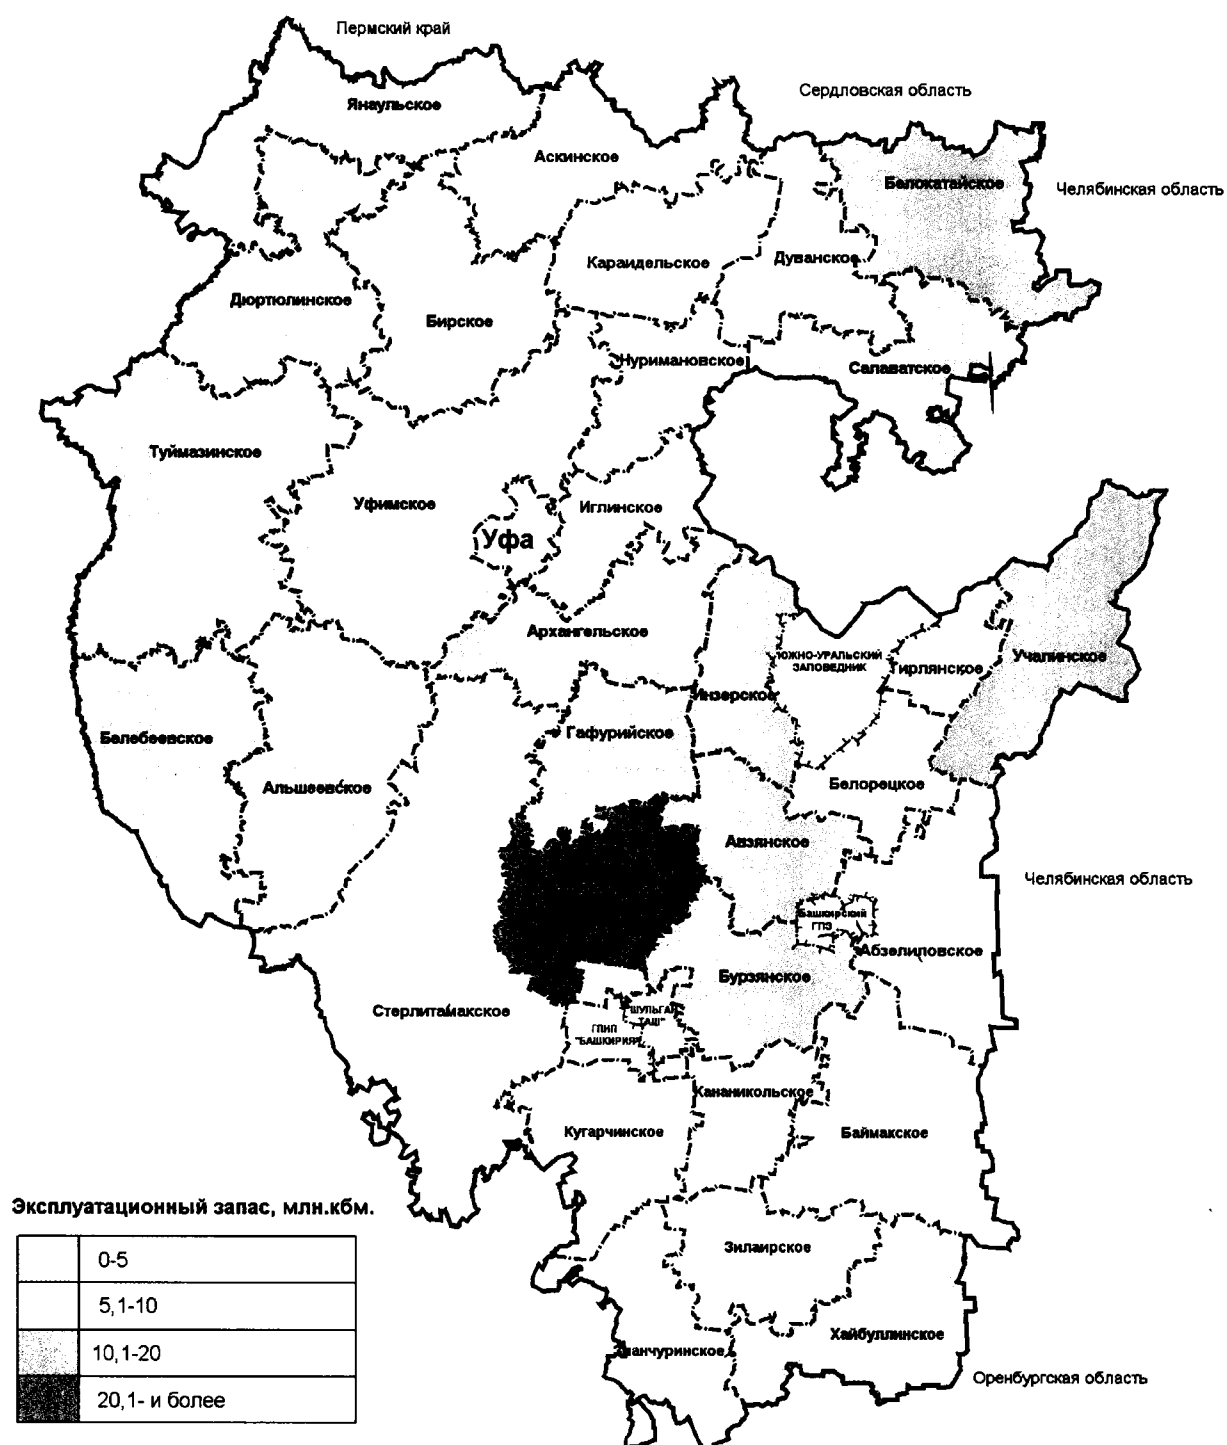 Пермский край
Янаульское
Сердловская область
Аскинское
Белокатайское
Челябинская область
Караидельское
Дуванское
Дюртюлинское
Бирское
Нуримановское
Салаватское
Туймазинское
Уфимское
Иглинское
Уфа
Архангельское
ЮЖНО-УРАЛЬСКИЙ
ЗАПОВЕДНИК
Тирлянское
Учалинское
Инзерское
Белебеевское
Гафурийское
Альшеевское
Белорецкое
Авзянское
Челябинская область
Башкирский
ГПЗ
Абзелиловское
Бурзянское
Стерлитамакское
"ШУЛЬГАН
ТАШ"
ГПНП
"БАШКИРИЯ"
Кананикольское
Кугарчинское
Баймакское
Эксплуатационный запас, млн.кбм.
0-5
5,1-10
10,1-20
20,1- и более
Зилаирское
Хайбуллинское
Оренбургская область